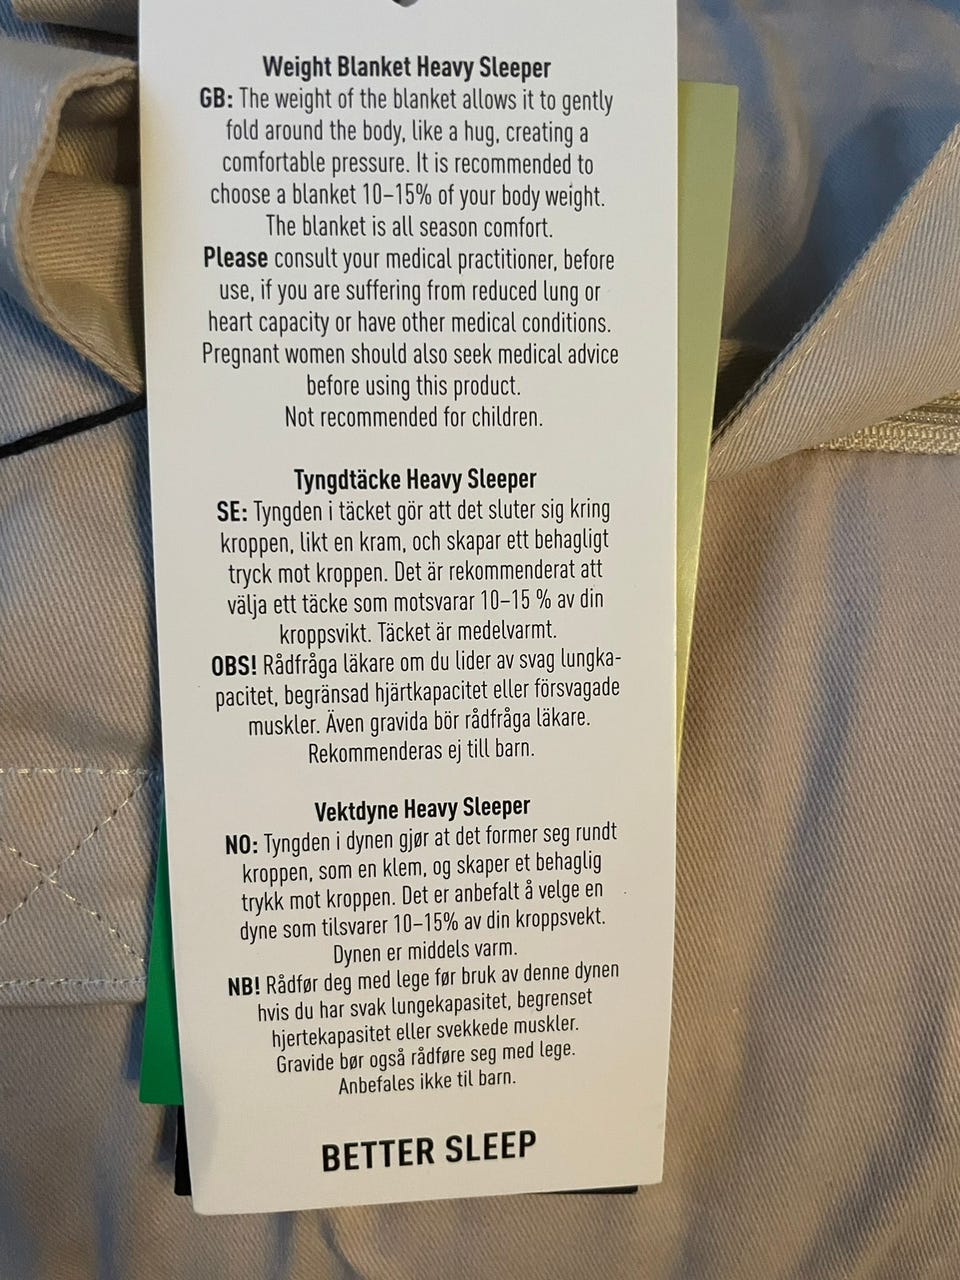 Weight Blanket Heavy Sleeper
GB: The weight of the blanket allows it to gently
fold around the body, like a hug, creating a
comfortable pressure. It is recommended to
choose a blanket 10–15% of your body weight.
The blanket is all season comfort.
Please consult your medical practitioner, before
use, if you are suffering from reduced lung or
heart capacity or have other medical conditions.
Pregnant women should also seek medical advice
before using this product.
Not recommended for children.
Tyngdtäcke Heavy Sleeper
SE: Tyngden i täcket gör att det sluter sig kring
kroppen, likt en kram, och skapar ett behagligt
tryck mot kroppen. Det är rekommenderat att
välja ett täcke som motsvarar 10–15 % av din
kroppsvikt. Täcket är medelvarmt.
OBS! Rådfråga läkare om du lider av svag lungka-
pacitet, begränsad hjärtkapacitet eller försvagade
muskler. Även gravida bör rådfråga läkare.
Rekommenderas ej till barn.
Vektdyne Heavy Sleeper
NO: Tyngden i dynen gjør at det former seg rundt
kroppen, som en klem, og skaper et behaglig
trykk mot kroppen. Det er anbefalt å velge en
dyne som tilsvarer 10–15% av din kroppsvekt.
Dynen er middels varm.
NB! Rådfør deg med lege før bruk av denne dynen
hvis du har svak lungekapasitet, begrenset
hjertekapasitet eller svekkede muskler.
Gravide bør også rådføre seg med lege.
Anbefales ikke til barn.
BETTER SLEEP